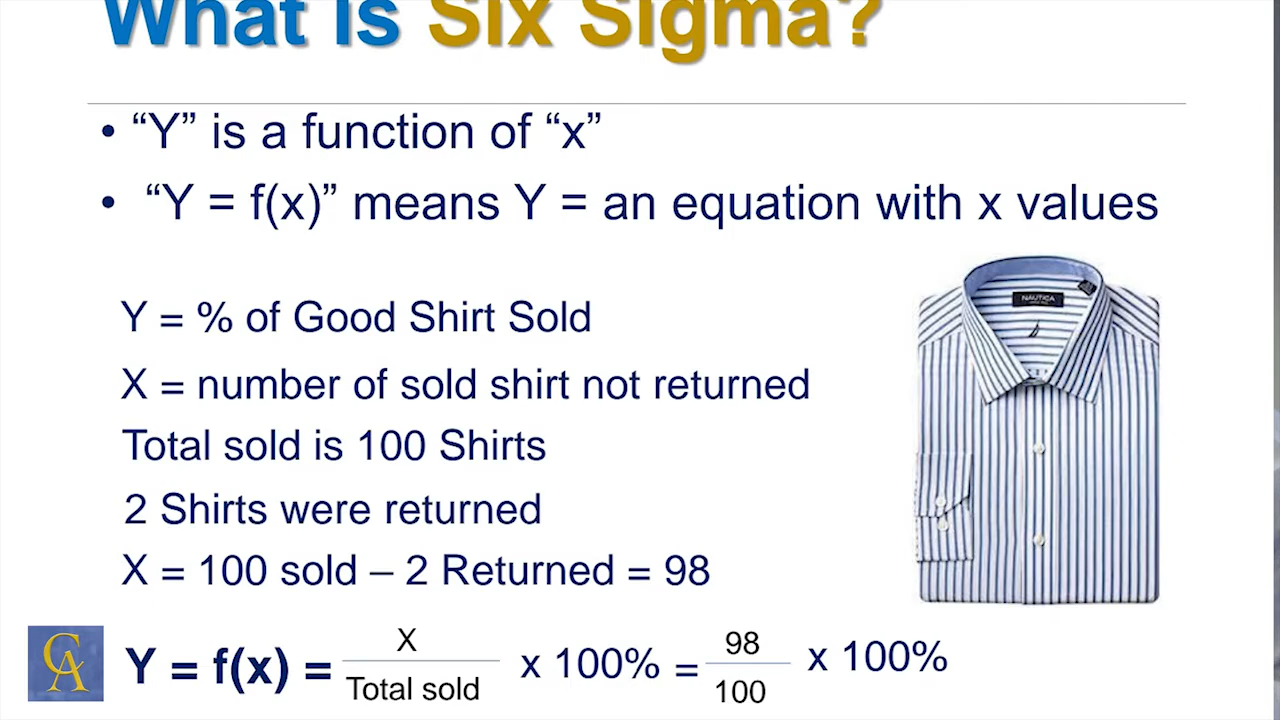 What is Six Sigma?
• “Y” is a function of “x”
• “Y = f(x)” means Y = an equation with x values
Y = % of Good Shirt Sold
X = number of sold shirt not returned
Total sold is 100 Shirts
2 Shirts were returned
X = 100 sold – 2 Returned = 98
NAUTICA
CA
Y = f(x) = X / Total sold x 100% = 98 / 100 x 100%